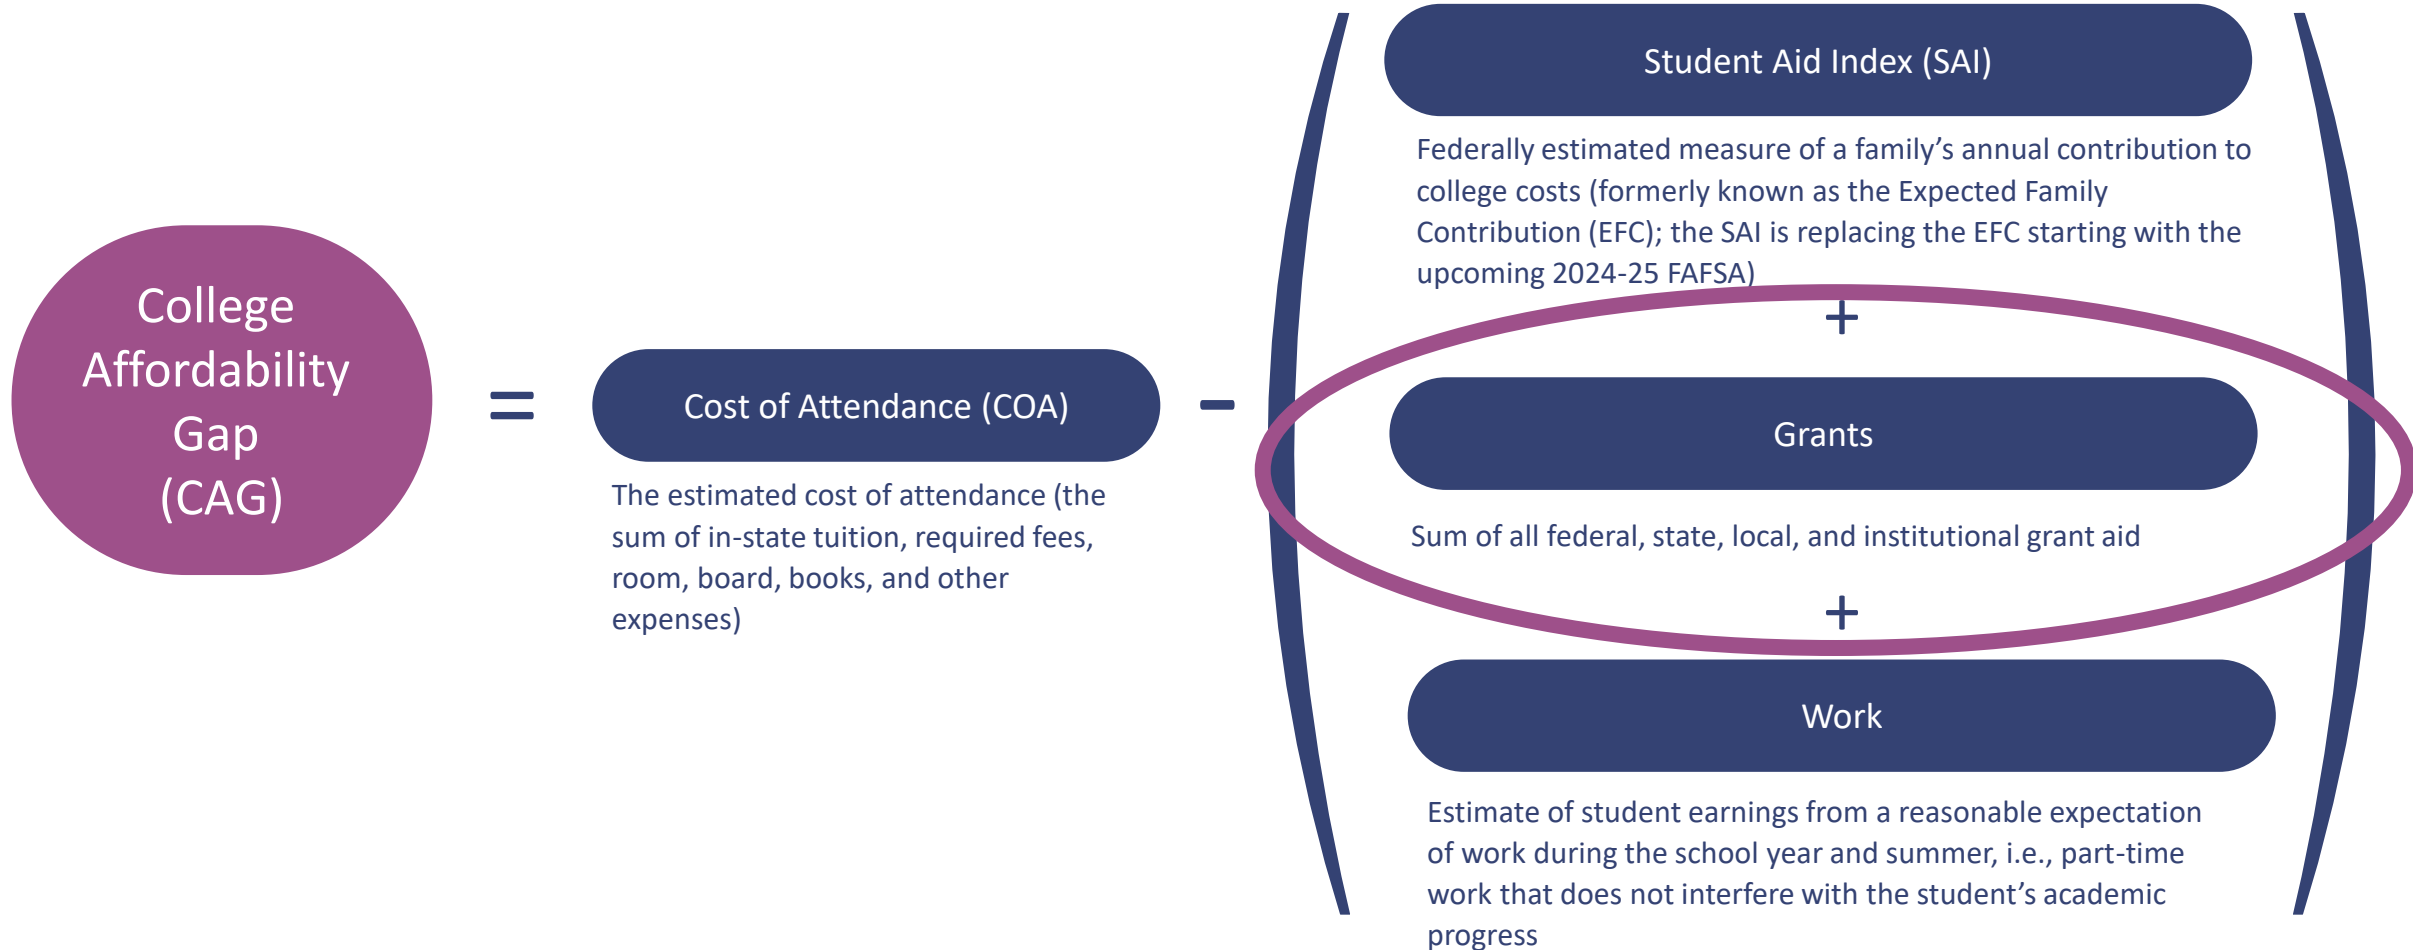 College
Affordability
Gap
(CAG)
=
Cost of Attendance (COA)
The estimated cost of attendance (the
sum of in-state tuition, required fees,
room, board, books, and other
expenses)
-
(
Student Aid Index (SAI)
Federally estimated measure of a family’s annual contribution to
college costs (formerly known as the Expected Family
Contribution (EFC); the SAI is replacing the EFC starting with the
upcoming 2024-25 FAFSA)
+
Grants
Sum of all federal, state, local, and institutional grant aid
+
Work
Estimate of student earnings from a reasonable expectation
of work during the school year and summer, i.e., part-time
work that does not interfere with the student’s academic
progress
)